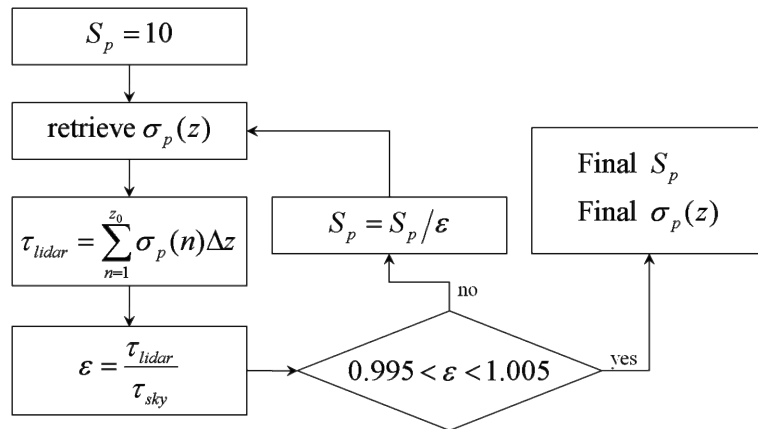 S_p = 10
retrieve σ_p(z)
τ_lidar = ∑_{n=1}^{z_0} σ_p(n)Δz
ε = τ_lidar / τ_sky
0.995 < ε < 1.005
no
S_p = S_p/ε
yes
Final S_p
Final σ_p(z)